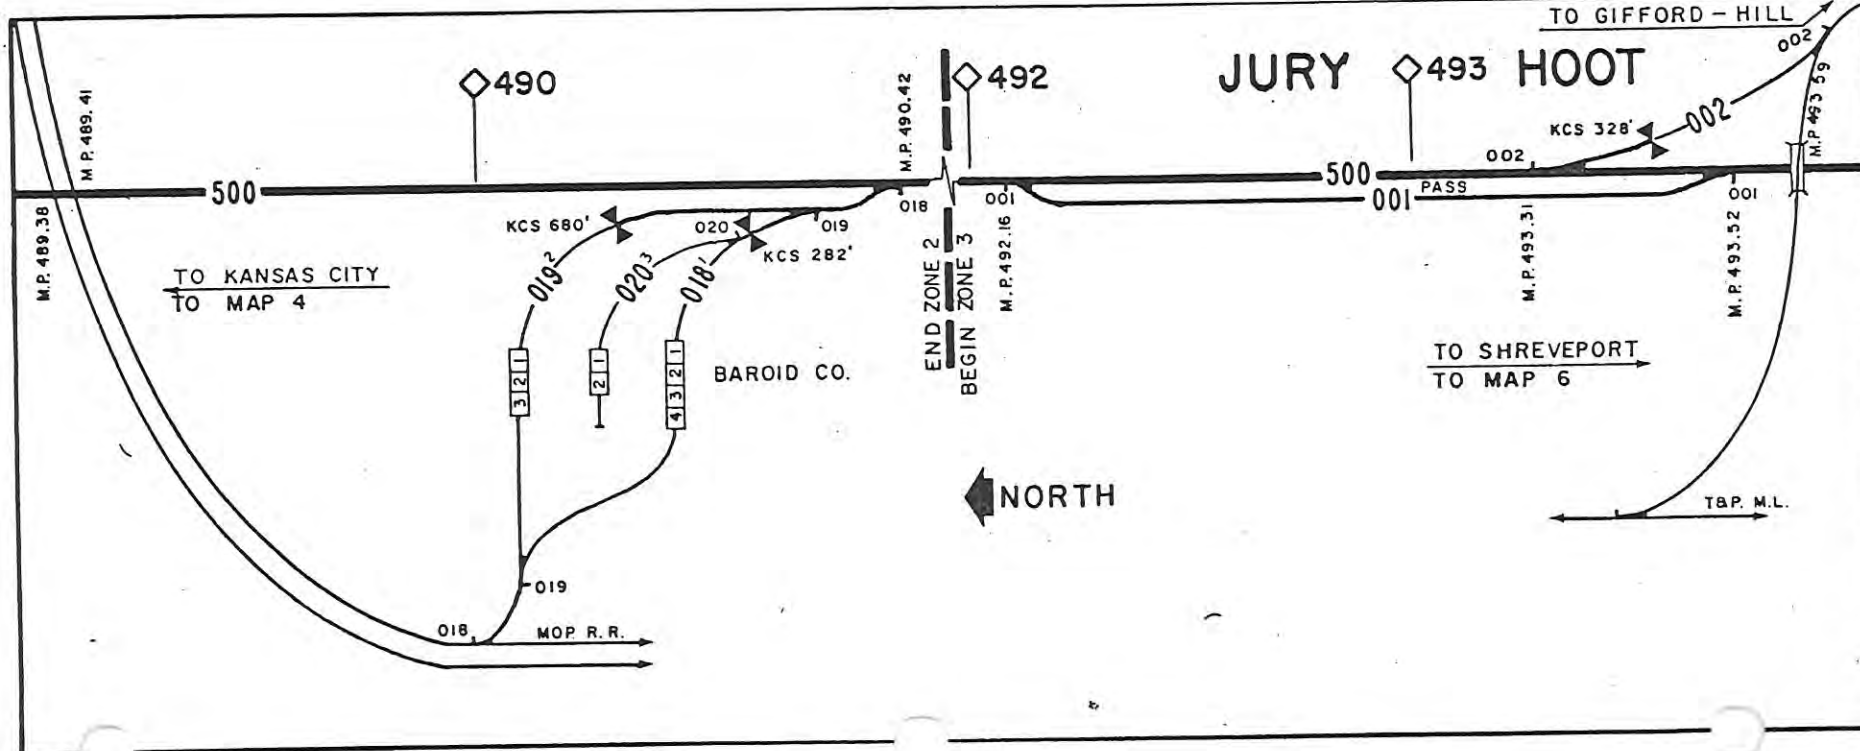 TO GIFFORD - HILL
002
490
492
JURY
493
HOOT
M.P. 489.41
M.P. 490.42
M.P. 493 59
KCS 328'
002
002
500
500
PASS
001
018
001
001
M.P. 489.38
KCS 680'
020
019
KCS 282'
019²
020³
018¹
END ZONE 2
BEGIN ZONE 3
M.P. 492.16
M.P. 493.31
M.P. 493.52
TO KANSAS CITY
TO MAP 4
TO SHREVEPORT
TO MAP 6
3 2 1
2 1
4 3 2 1
BAROID CO.
NORTH
T&P. M.L.
019
018
MOP. R. R.